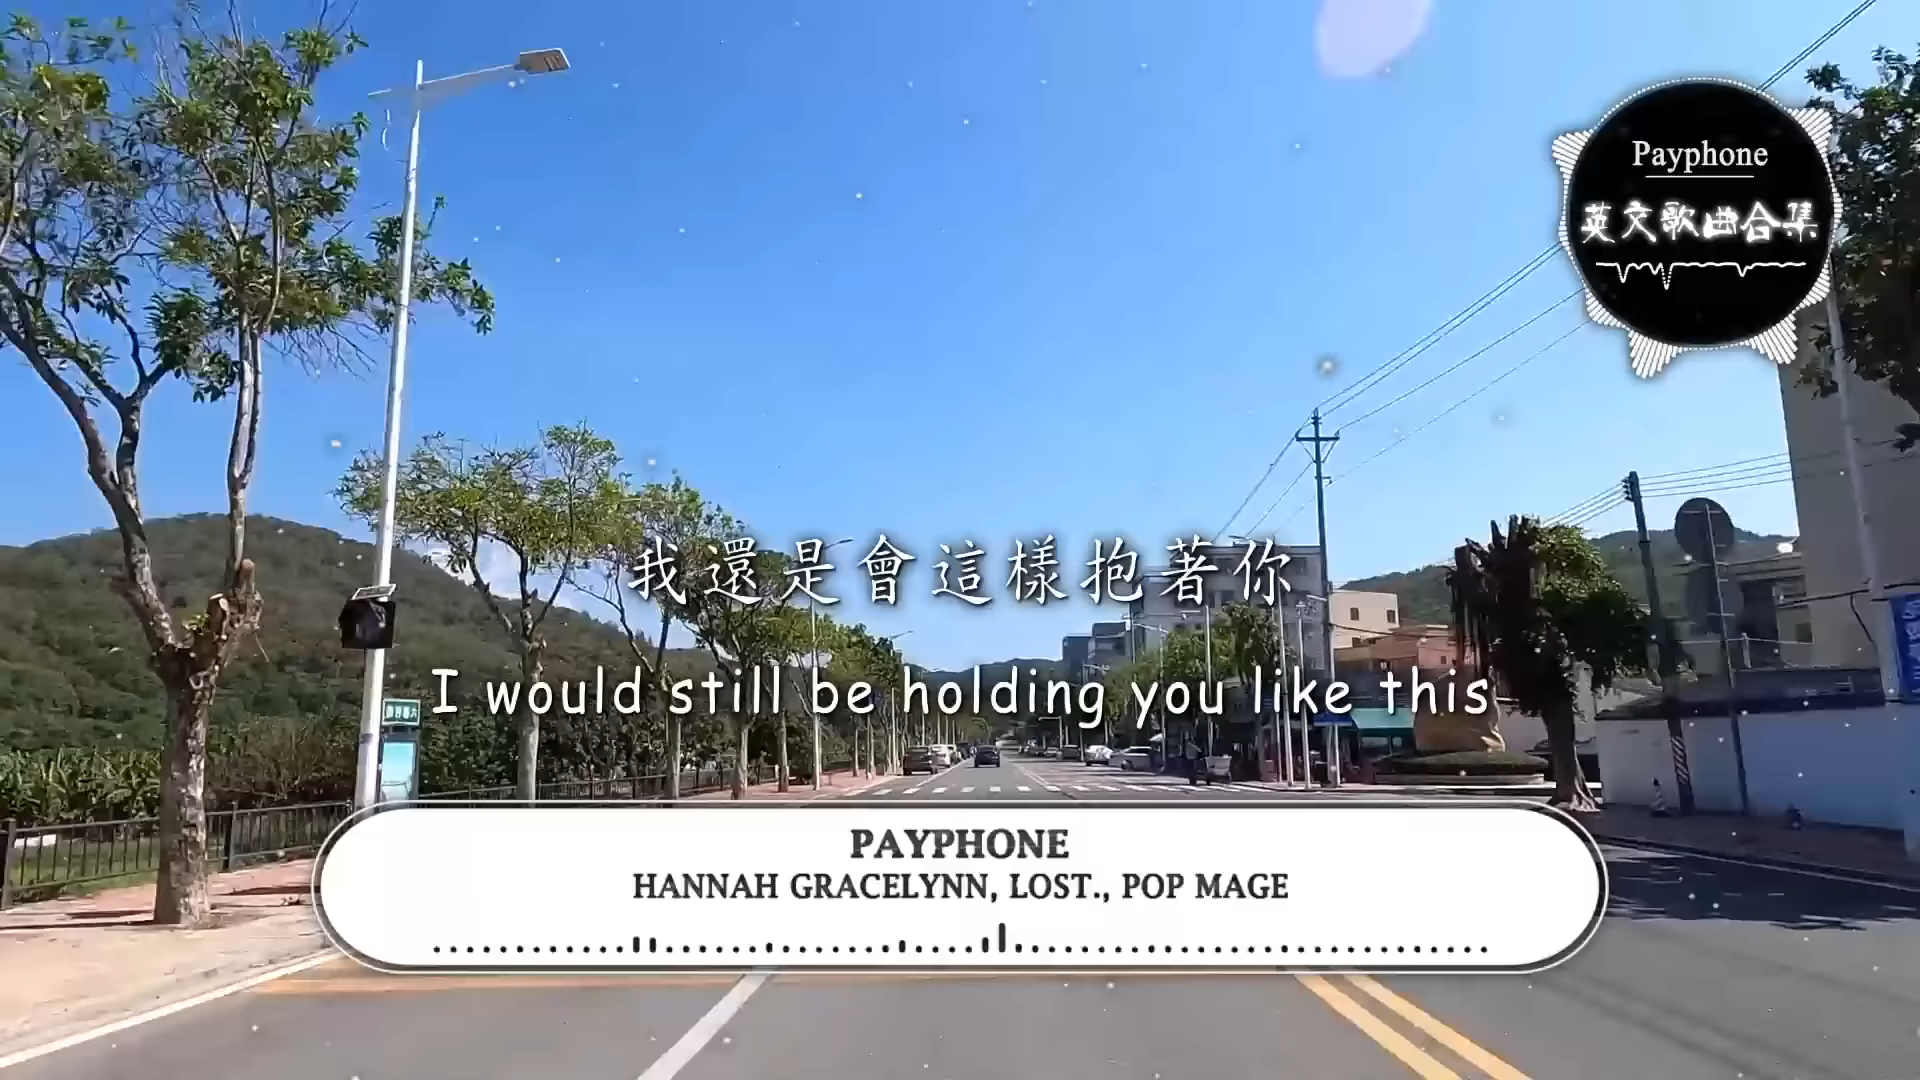 Payphone
英文歌曲合集
我還是會這樣抱著你
I would still be holding you like this
PAYPHONE
HANNAH GRACELYNN, LOST., POP MAGE